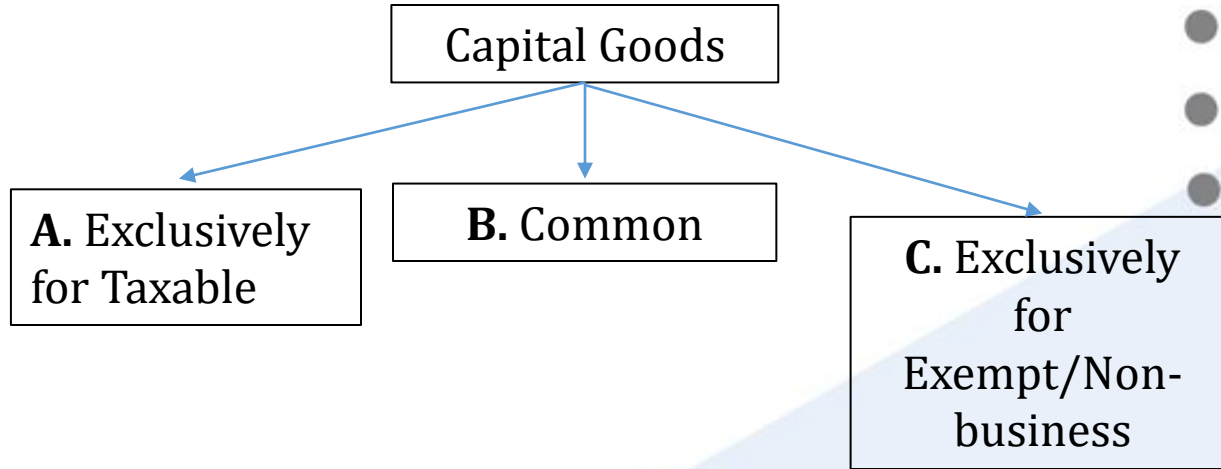 Capital Goods
A. Exclusively
for Taxable
B. Common
C. Exclusively
for
Exempt/Non-
business